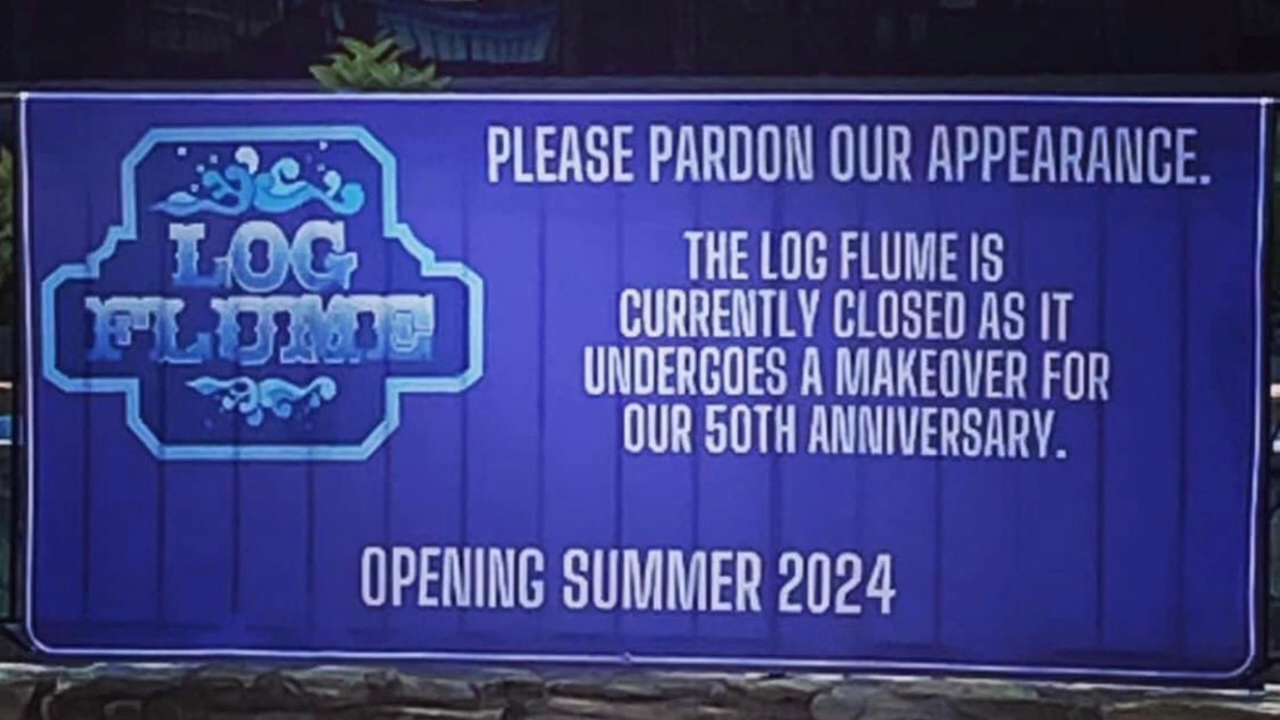 LOG
FLUME
PLEASE PARDON OUR APPEARANCE.
THE LOG FLUME IS
CURRENTLY CLOSED AS IT
UNDERGOES A MAKEOVER FOR
OUR 50TH ANNIVERSARY.
OPENING SUMMER 2024